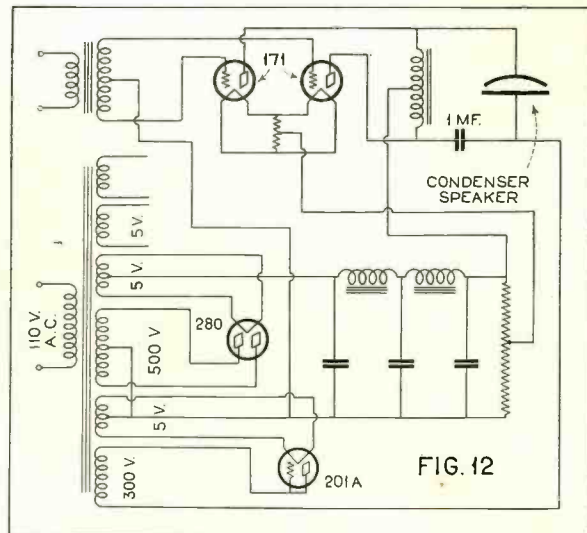 171
1 MF.
CONDENSER
SPEAKER
5 V.
5 V.
110 V.
A.C.
280
500 V
5 V.
300 V.
201A
FIG. 12